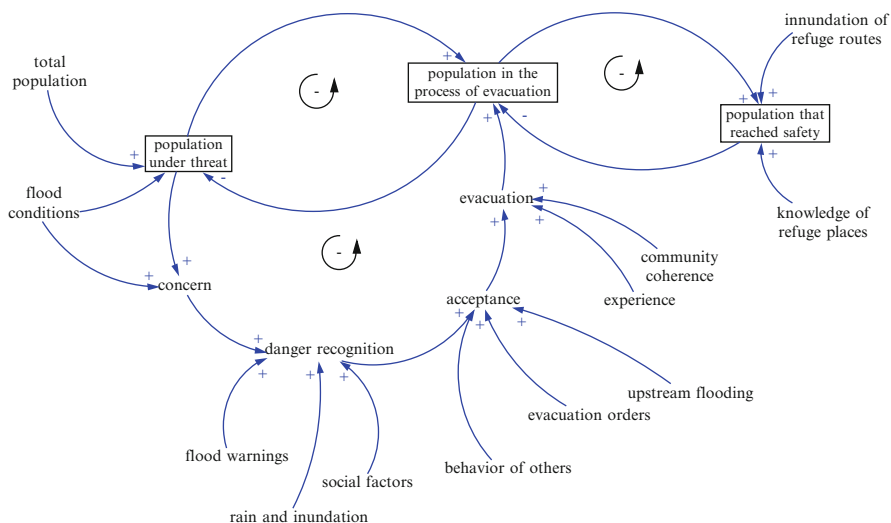 innundation of
refuge routes
total
population
population in the
process of evacuation
+
-
-
+
+
+
population that
reached safety
+
-
+
population
under threat
+
-
flood
conditions
evacuation
+
+
+
knowledge of
refuge places
-
community
coherence
+
+
concern
acceptance
experience
+
+
+
+
danger recognition
+
+
+
upstream flooding
evacuation orders
flood warnings
behavior of others
social factors
rain and inundation